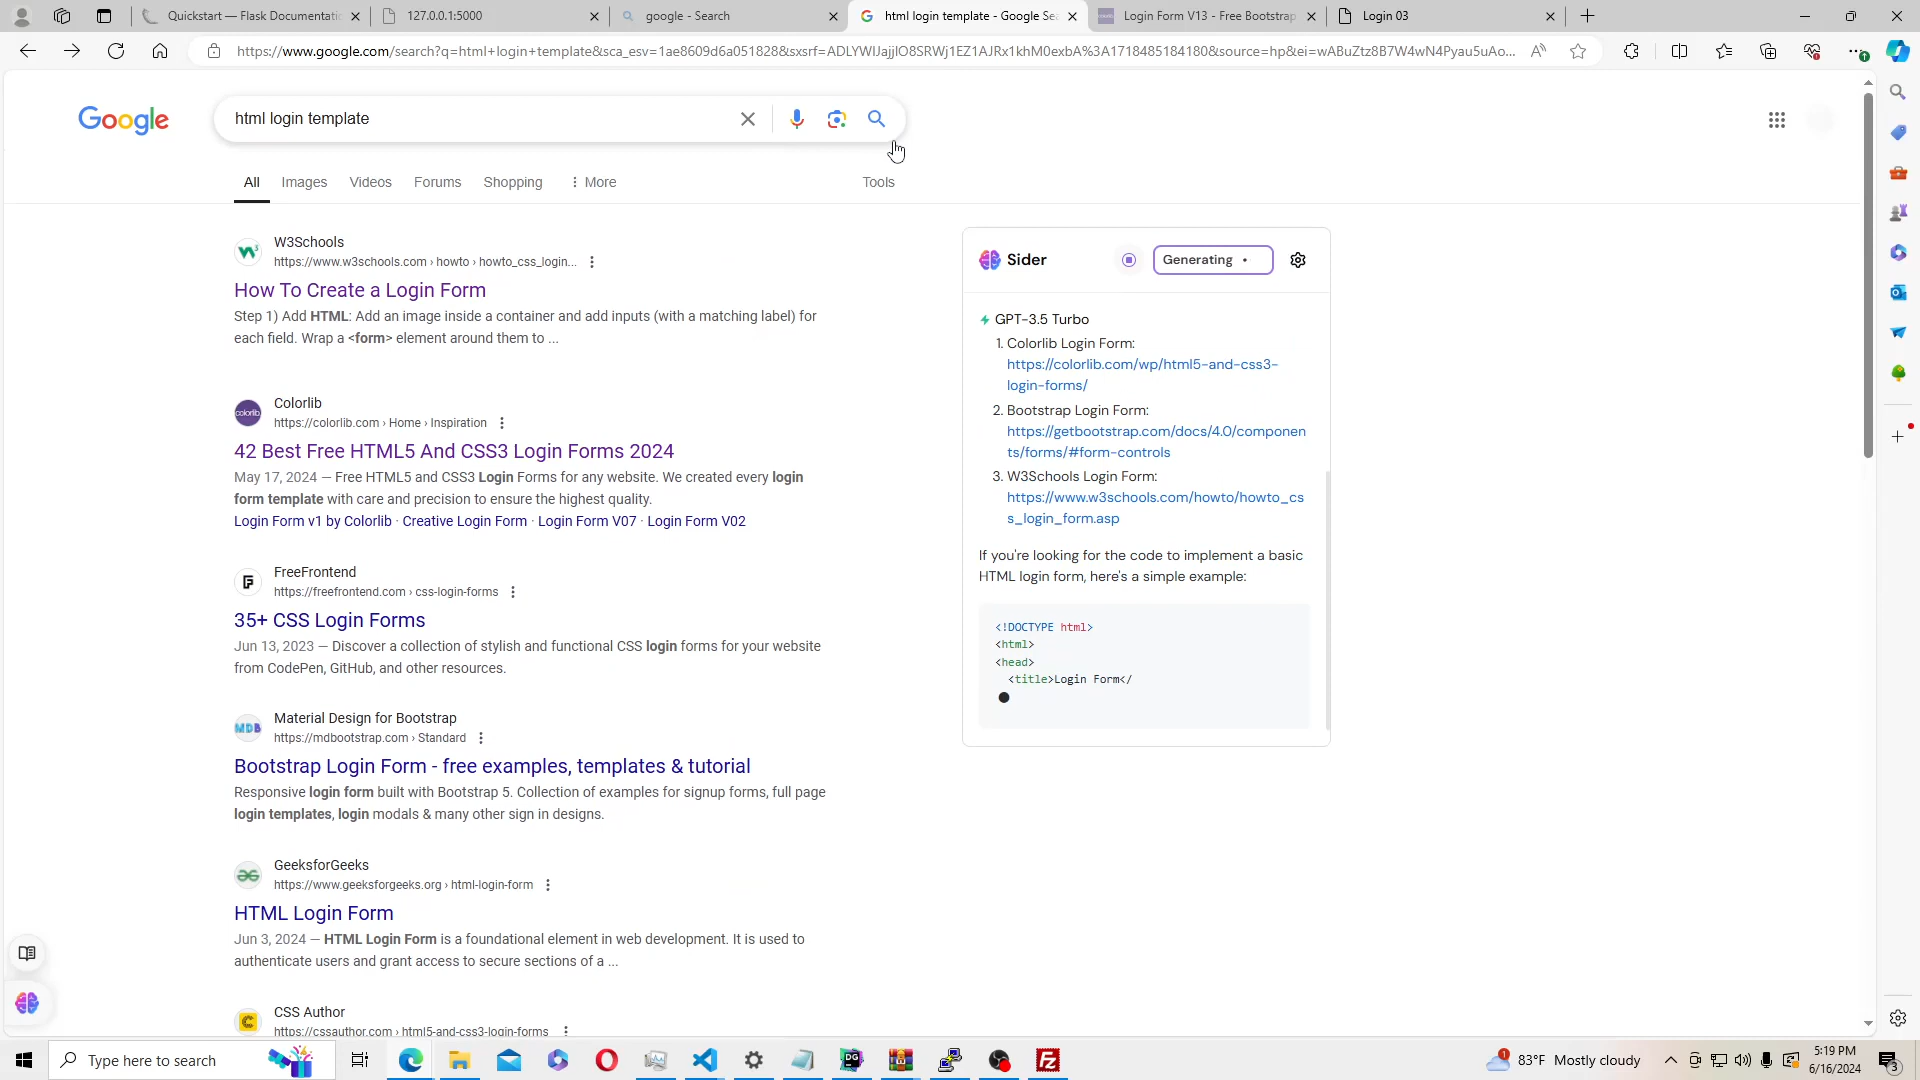 Quickstart — Flask Documentatio
127.0.0.1:5000
google - Search
html login template - Google Sea
Login Form V13 - Free Bootstrap
Login 03
https://www.google.com/search?q=html+login+template&sca_esv=1ae8609d6a051828&sxsrf=ADLYWIJajjIO8SRWj1EZ1AJRx1khM0exbA%3A1718485184180&source=hp&ei=wABuZtz8B7W4wN4Pyau5uAo...
Google
html login template
All
Images
Videos
Forums
Shopping
More
Tools
W3Schools
https://www.w3schools.com › howto › howto_css_login...
How To Create a Login Form
Step 1) Add HTML: Add an image inside a container and add inputs (with a matching label) for
each field. Wrap a <form> element around them to ...
colorlib
Colorlib
https://colorlib.com › Home › Inspiration
42 Best Free HTML5 And CSS3 Login Forms 2024
May 17, 2024 — Free HTML5 and CSS3 Login Forms for any website. We created every login
form template with care and precision to ensure the highest quality.
Login Form v1 by Colorlib · Creative Login Form · Login Form V07 · Login Form V02
FreeFrontend
https://freefrontend.com › css-login-forms
35+ CSS Login Forms
Jun 13, 2023 — Discover a collection of stylish and functional CSS login forms for your website
from CodePen, GitHub, and other resources.
MDB
Material Design for Bootstrap
https://mdbootstrap.com › Standard
Bootstrap Login Form - free examples, templates & tutorial
Responsive login form built with Bootstrap 5. Collection of examples for signup forms, full page
login templates, login modals & many other sign in designs.
GeeksforGeeks
https://www.geeksforgeeks.org › html-login-form
HTML Login Form
Jun 3, 2024 — HTML Login Form is a foundational element in web development. It is used to
authenticate users and grant access to secure sections of a ...
CSS Author
https://cssauthor.com › html5-and-css3-login-forms
Sider
Generating
GPT-3.5 Turbo
1. Colorlib Login Form:
https://colorlib.com/wp/html5-and-css3-
login-forms/
2. Bootstrap Login Form:
https://getbootstrap.com/docs/4.0/componen
ts/forms/#form-controls
3. W3Schools Login Form:
https://www.w3schools.com/howto/howto_cs
s_login_form.asp
If you're looking for the code to implement a basic
HTML login form, here's a simple example:
<!DOCTYPE html>
<html>
<head>
<title>Login Form</
Type here to search
83°F Mostly cloudy
5:19 PM
6/16/2024
3